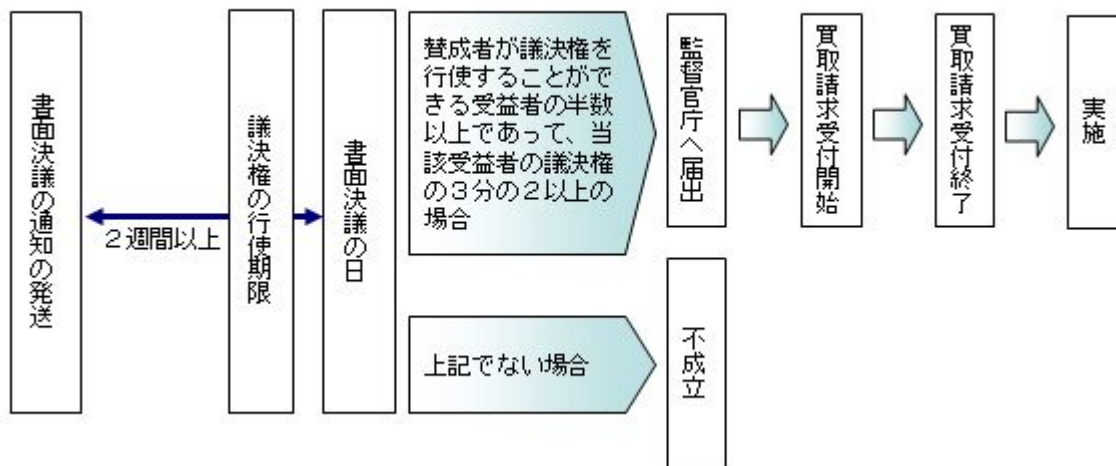 書面決議の通知の発送
２週間以上
議決権の行使期限
書面決議の日
賛成者が議決権を
行使することがで
きる受益者の半数
以上であって、当
該受益者の議決権
の３分の２以上の
場合
監督官庁へ届出
買取請求受付開始
買取請求受付終了
実施
上記でない場合
不成立